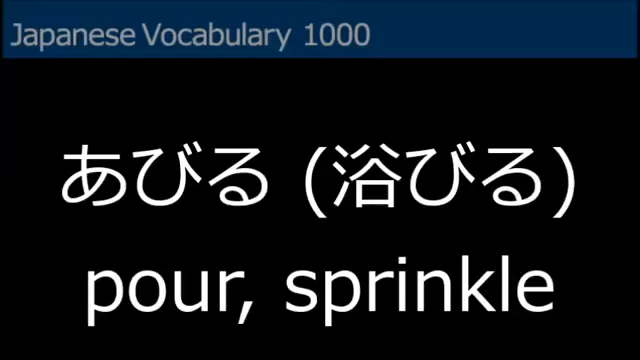 Japanese Vocabulary 1000
あびる (浴びる)
pour, sprinkle